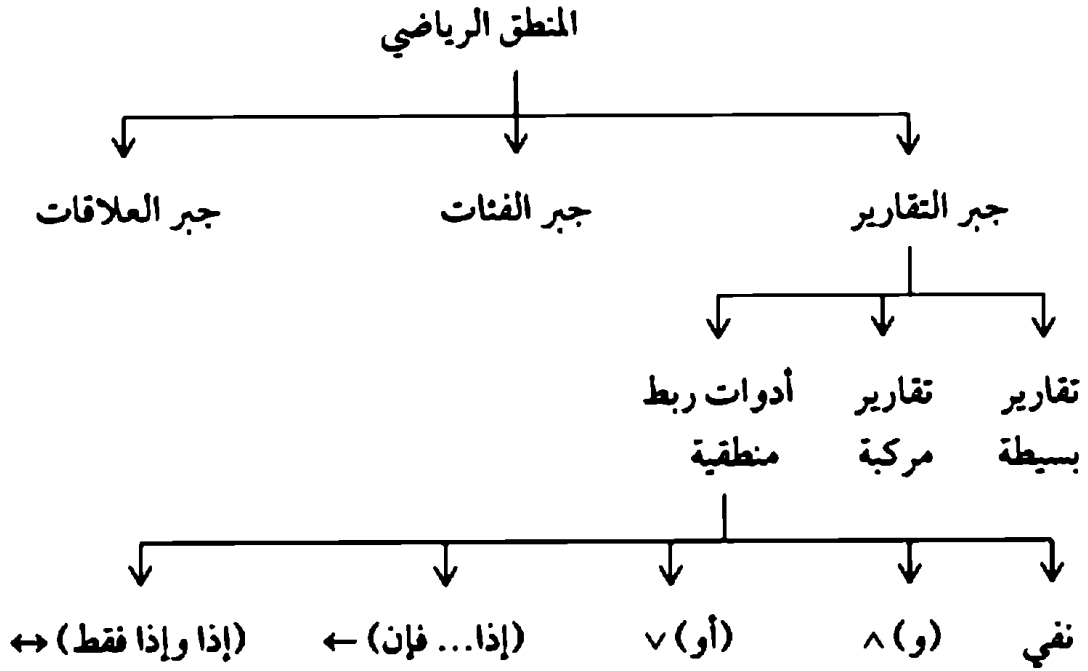 المنطق الرياضي
جبر التقارير
جبر الفئات
جبر العلاقات
تقارير
بسيطة
تقارير
مركبة
أدوات ربط
منطقية
نفي
(و) ∧
(أو) ∨
(إذا... فإن) ←
(إذا وإذا فقط) ↔